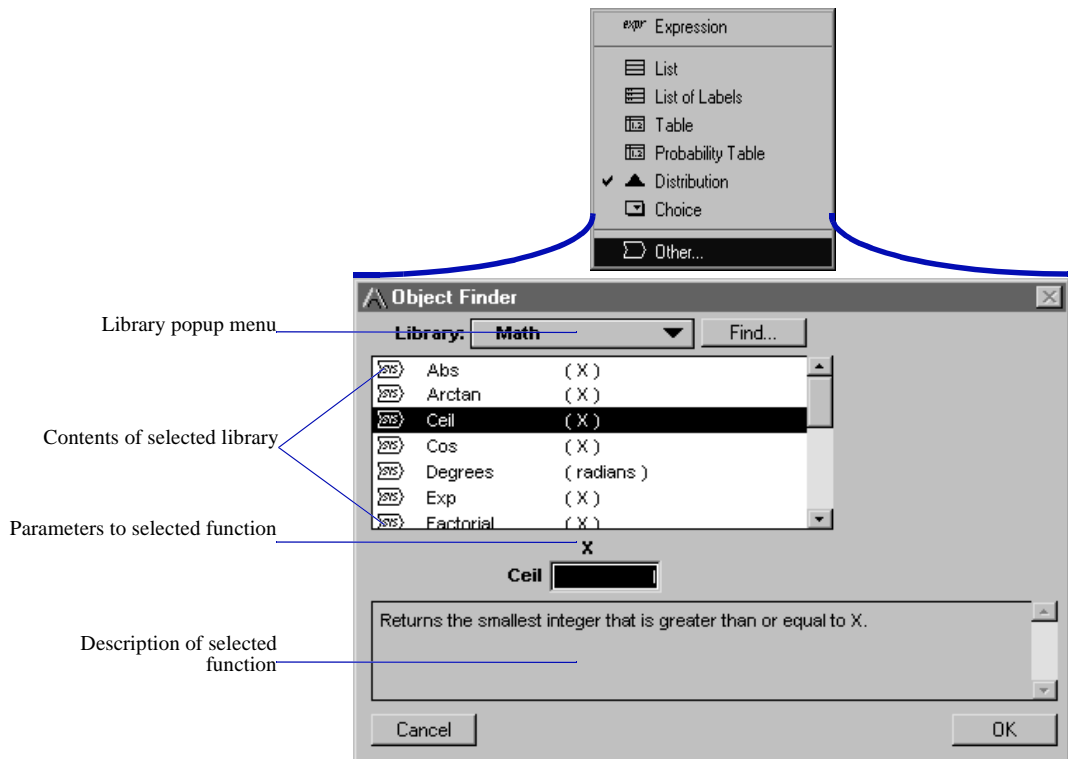 expr Expression
List
List of Labels
Table
Probability Table
Distribution
Choice
Other...
Object Finder
Library popup menu
Library: Math Find...
Abs ( X )
Arctan ( X )
Ceil ( X )
Contents of selected library
Cos ( X )
Degrees ( radians )
Exp ( X )
Factorial ( X )
Parameters to selected function
X
Ceil
Returns the smallest integer that is greater than or equal to X.
Description of selected
function
Cancel OK